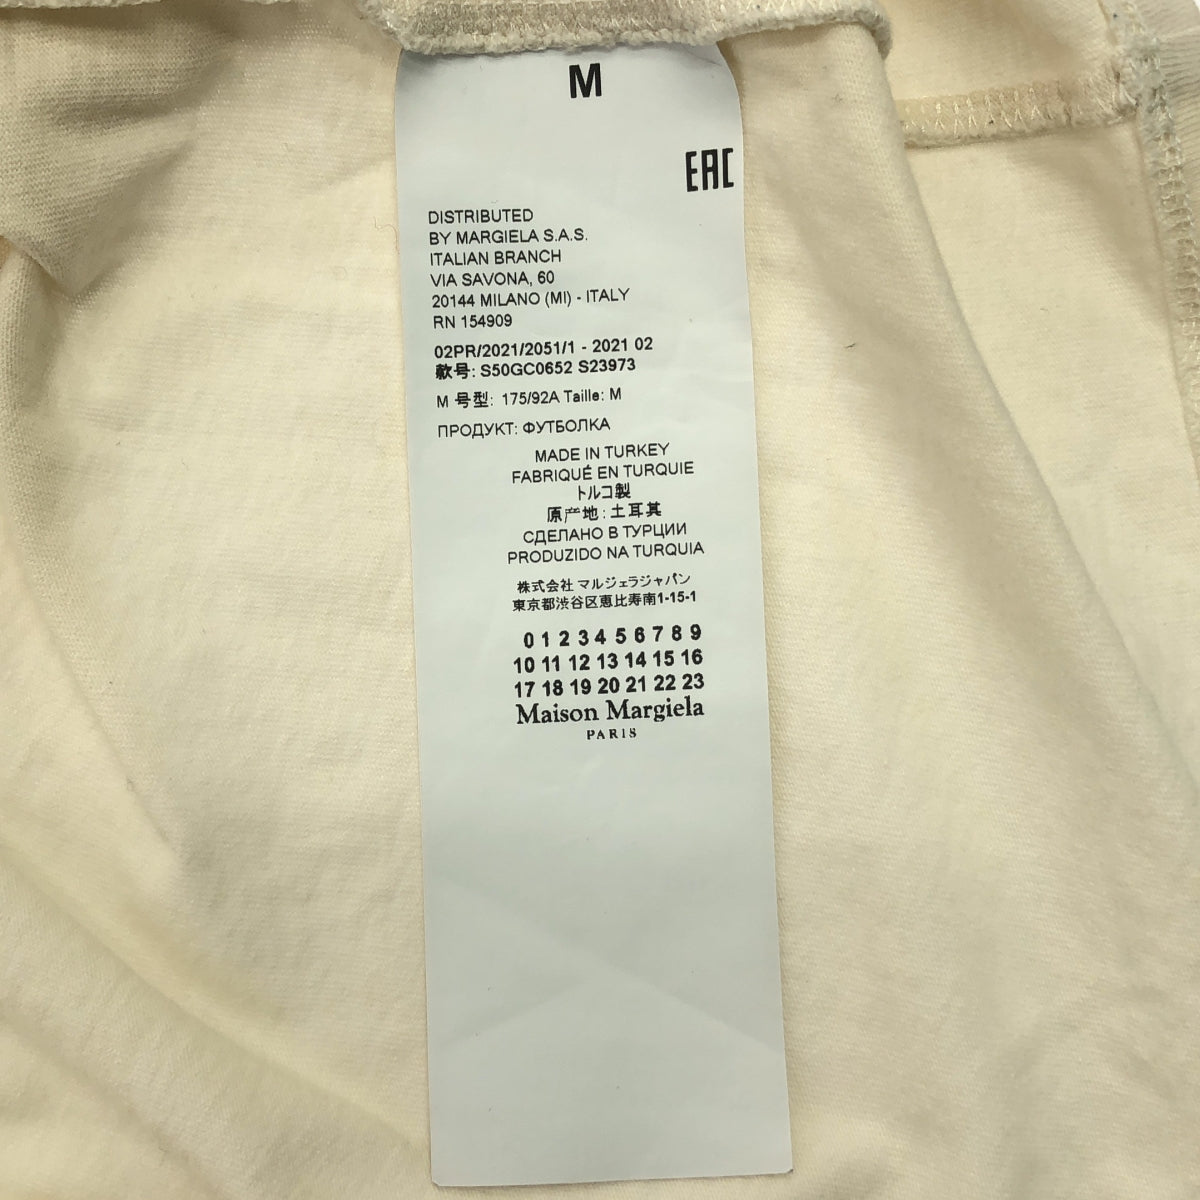 M
EAC
DISTRIBUTED
BY MARGIELA S.A.S.
ITALIAN BRANCH
VIA SAVONA, 60
20144 MILANO (MI) - ITALY
RN 154909
02PR/2021/2051/1 - 2021 02
款号: S50GC0652 S23973
M 号型: 175/92A Taille: M
ПРОДУКТ: ФУТБОЛКА
MADE IN TURKEY
FABRIQUÉ EN TURQUIE
トルコ製
原产地: 土耳其
СДЕЛАНО В ТУРЦИИ
PRODUZIDO NA TURQUIA
株式会社 マルジェラジャパン
東京都渋谷区恵比寿南1-15-1
0 1 2 3 4 5 6 7 8 9
10 11 12 13 14 15 16
17 18 19 20 21 22 23
Maison Margiela
PARIS